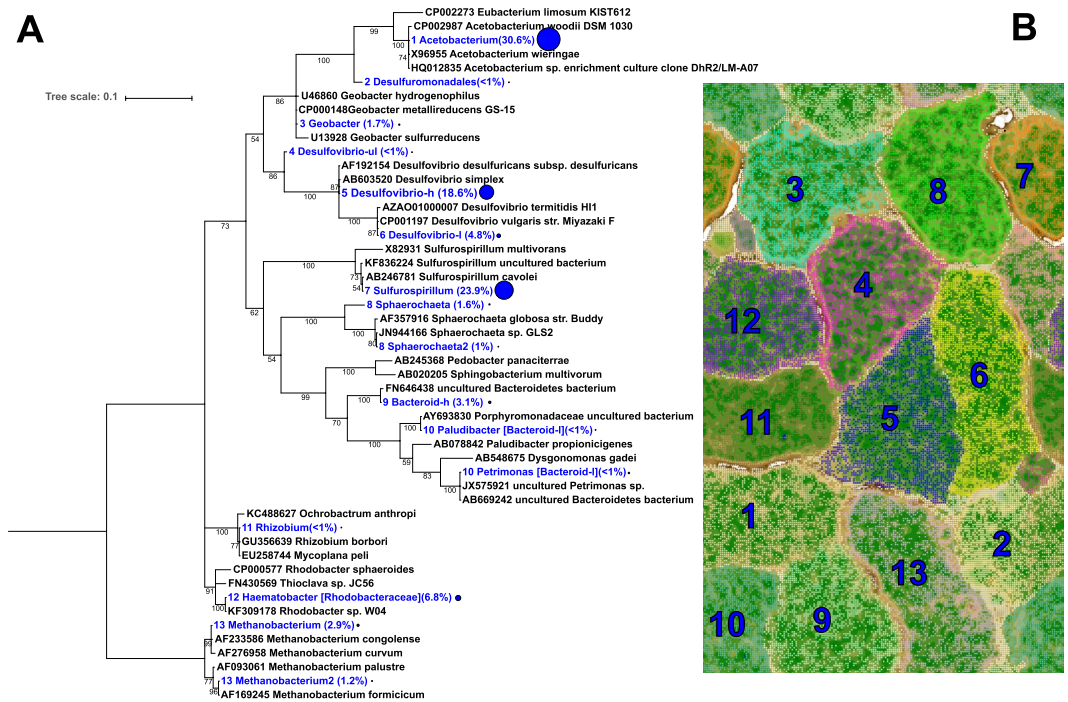 A
B
Tree scale: 0.1
CP002273 Eubacterium limosum KIST612
CP002987 Acetobacterium woodii DSM 1030
1 Acetobacterium(30.6%)
X96955 Acetobacterium wieringae
HQ012835 Acetobacterium sp. enrichment culture clone DhR2/LM-A07
2 Desulfuromonadales(<1%)
U46860 Geobacter hydrogenophilus
CP000148Geobacter metallireducens GS-15
3 Geobacter (1.7%)
U13928 Geobacter sulfurreducens
4 Desulfovibrio-ul (<1%)
AF192154 Desulfovibrio desulfuricans subsp. desulfuricans
AB603520 Desulfovibrio simplex
5 Desulfovibrio-h (18.6%)
AZAO01000007 Desulfovibrio termitidis HI1
CP001197 Desulfovibrio vulgaris str. Miyazaki F
6 Desulfovibrio-l (4.8%)
X82931 Sulfurospirillum multivorans
KF836224 Sulfurospirillum uncultured bacterium
AB246781 Sulfurospirillum cavolei
7 Sulfurospirillum (23.9%)
8 Sphaerochaeta (1.6%)
AF357916 Sphaerochaeta globosa str. Buddy
JN944166 Sphaerochaeta sp. GLS2
8 Sphaerochaeta2 (1%)
AB245368 Pedobacter panaciterrae
AB020205 Sphingobacterium multivorum
FN646438 uncultured Bacteroidetes bacterium
9 Bacteroid-h (3.1%)
AY693830 Porphyromonadaceae uncultured bacterium
10 Paludibacter [Bacteroid-l](<1%)
AB078842 Paludibacter propionicigenes
AB548675 Dysgonomonas gadei
10 Petrimonas [Bacteroid-l](<1%)
JX575921 uncultured Petrimonas sp.
AB669242 uncultured Bacteroidetes bacterium
KC488627 Ochrobactrum anthropi
11 Rhizobium(<1%)
GU356639 Rhizobium borbori
EU258744 Mycoplana peli
CP000577 Rhodobacter sphaeroides
FN430569 Thioclava sp. JC56
12 Haematobacter [Rhodobacteraceae](6.8%)
KF309178 Rhodobacter sp. W04
13 Methanobacterium (2.9%)
AF233586 Methanobacterium congolense
AF276958 Methanobacterium curvum
AF093061 Methanobacterium palustre
13 Methanobacterium2 (1.2%)
AF169245 Methanobacterium formicicum
99
100
74
100
86
54
86
87
100
100
87
73
100
73
54
62
100
100
80
54
100
99
100
70
100
59
83
100
100
77
91
100
99
77
96
3
8
7
4
12
6
5
11
1
2
13
10
9